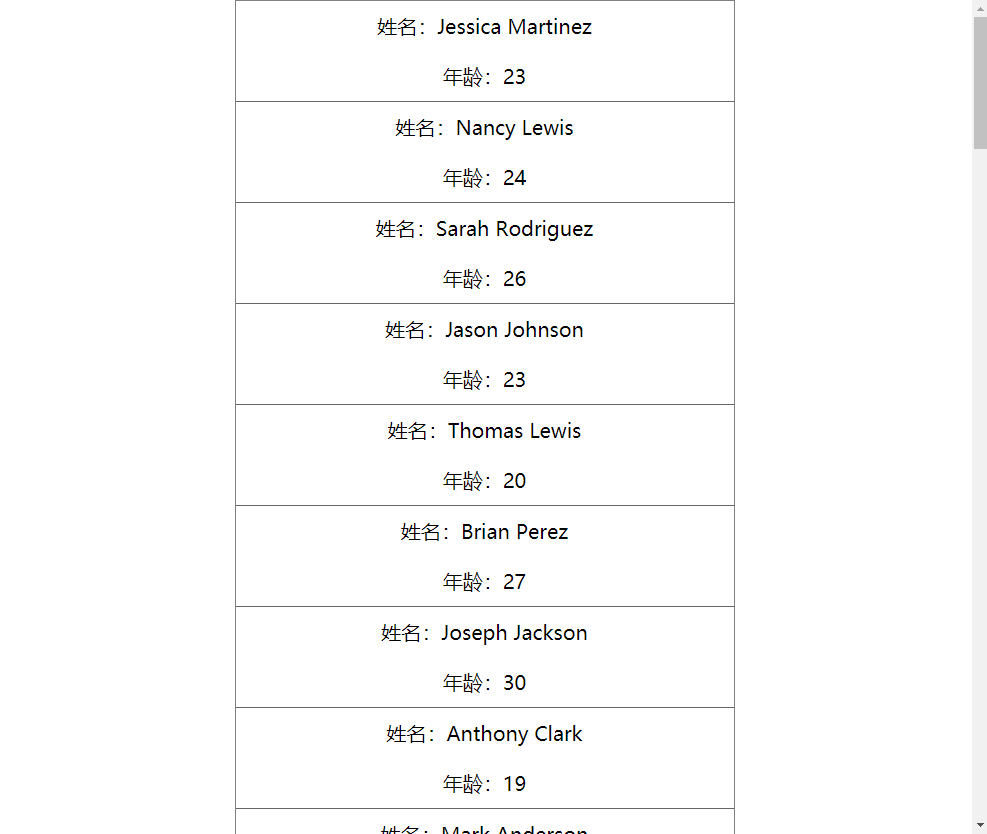 姓名：Jessica Martinez
年龄：23
姓名：Nancy Lewis
年龄：24
姓名：Sarah Rodriguez
年龄：26
姓名：Jason Johnson
年龄：23
姓名：Thomas Lewis
年龄：20
姓名：Brian Perez
年龄：27
姓名：Joseph Jackson
年龄：30
姓名：Anthony Clark
年龄：19
姓名：Mark Anderson